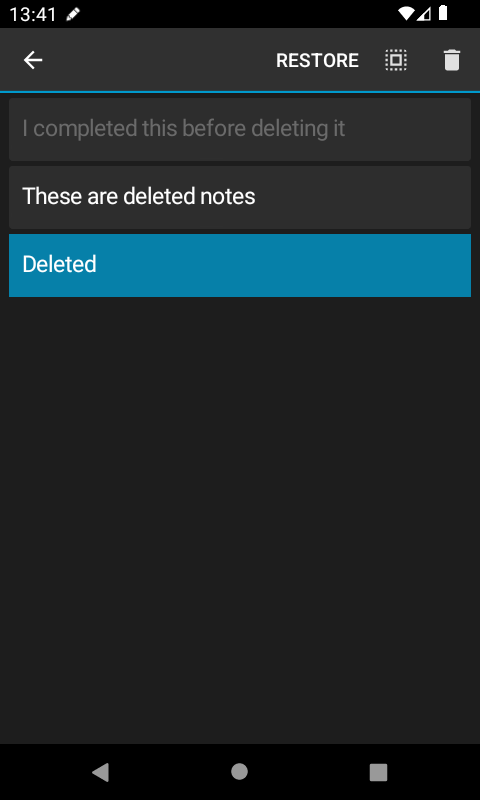 13:41
RESTORE
I completed this before deleting it
These are deleted notes
Deleted